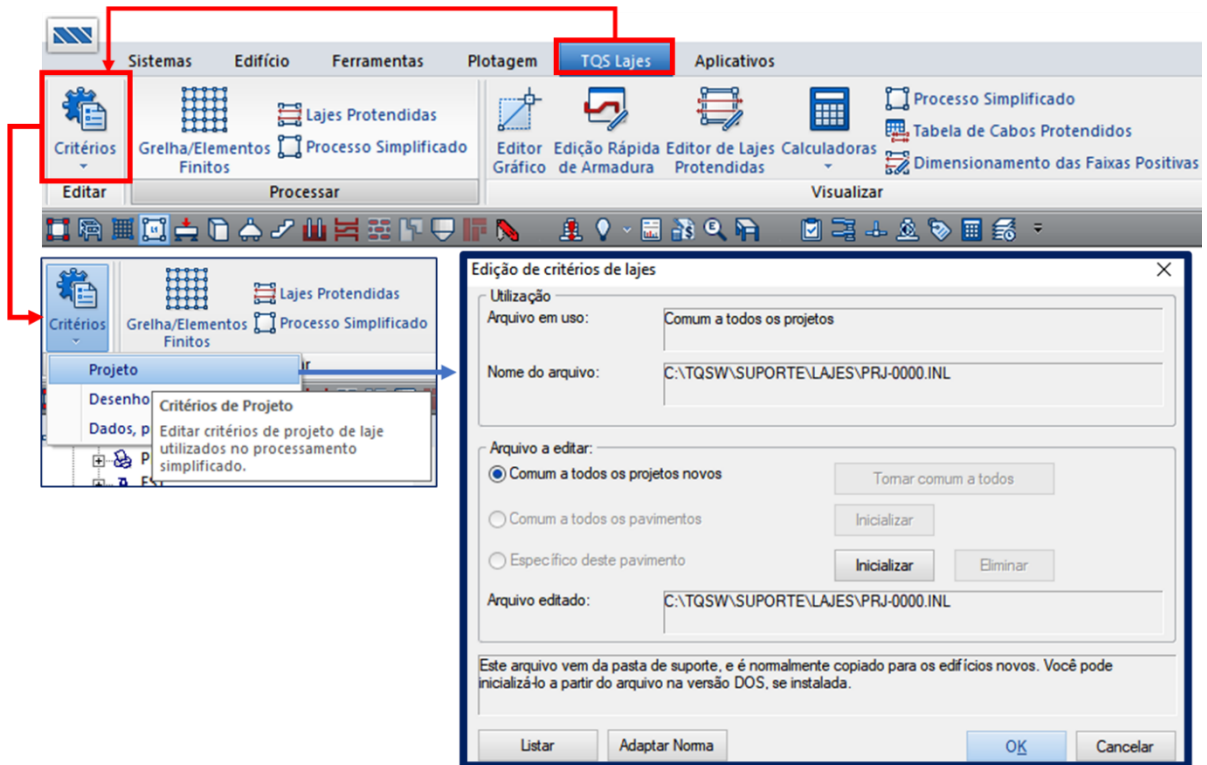 Sistemas Edifício Ferramentas Plotagem TQS Lajes Aplicativos
Critérios
Editar
Grelha/Elementos
Finitos
Lajes Protendidas
Processo Simplificado
Processar
Editor
Gráfico
Edição Rápida
de Armadura
Editor de Lajes
Protendidas
Calculadoras
Processo Simplificado
Tabela de Cabos Protendidos
Dimensionamento das Faixas Positivas
Visualizar
Critérios
Grelha/Elementos
Finitos
Lajes Protendidas
Processo Simplificado
Projeto
Desenho
Dados, p
Critérios de Projeto
Editar critérios de projeto de laje
utilizados no processamento
simplificado.
P
Edição de critérios de lajes
Utilização
Arquivo em uso: Comum a todos os projetos
Nome do arquivo: C:\TQSW\SUPORTE\LAJES\PRJ-0000.INL
Arquivo a editar:
Comum a todos os projetos novos Tornar comum a todos
Comum a todos os pavimentos Inicializar
Específico deste pavimento Inicializar Eliminar
Arquivo editado: C:\TQSW\SUPORTE\LAJES\PRJ-0000.INL
Este arquivo vem da pasta de suporte, e é normalmente copiado para os edifícios novos. Você pode
inicializá-lo a partir do arquivo na versão DOS, se instalada.
Listar Adaptar Norma OK Cancelar